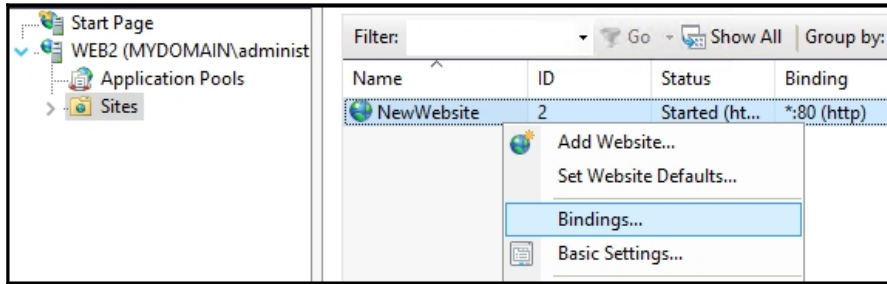 Start Page
WEB2 (MYDOMAIN\administ
Application Pools
Sites
Filter: Go Show All Group by:
Name ID Status Binding
NewWebsite 2 Started (ht... *:80 (http)
Add Website...
Set Website Defaults...
Bindings...
Basic Settings...